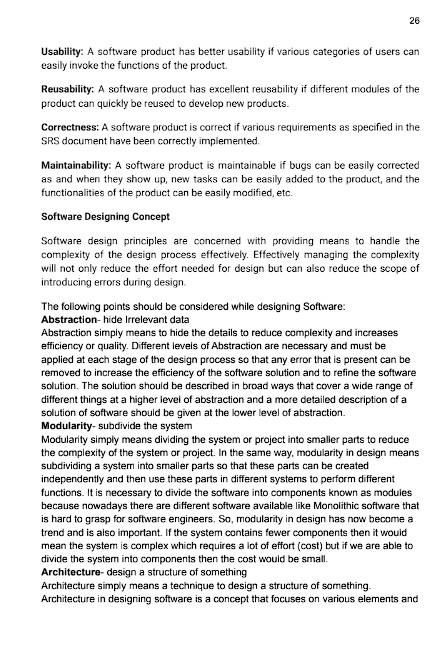 26
Usability: A software product has better usability if various categories of users can
easily invoke the functions of the product.
Reusability: A software product has excellent reusability if different modules of the
product can quickly be reused to develop new products.
Correctness: A software product is correct if various requirements as specified in the
SRS document have been correctly implemented.
Maintainability: A software product is maintainable if bugs can be easily corrected
as and when they show up, new tasks can be easily added to the product, and the
functionalities of the product can be easily modified, etc.
Software Designing Concept
Software design principles are concerned with providing means to handle the
complexity of the design process effectively. Effectively managing the complexity
will not only reduce the effort needed for design but can also reduce the scope of
introducing errors during design.
The following points should be considered while designing Software:
Abstraction- hide Irrelevant data
Abstraction simply means to hide the details to reduce complexity and increases
efficiency or quality. Different levels of Abstraction are necessary and must be
applied at each stage of the design process so that any error that is present can be
removed to increase the efficiency of the software solution and to refine the software
solution. The solution should be described in broad ways that cover a wide range of
different things at a higher level of abstraction and a more detailed description of a
solution of software should be given at the lower level of abstraction.
Modularity- subdivide the system
Modularity simply means dividing the system or project into smaller parts to reduce
the complexity of the system or project. In the same way, modularity in design means
subdividing a system into smaller parts so that these parts can be created
independently and then use these parts in different systems to perform different
functions. It is necessary to divide the software into components known as modules
because nowadays there are different software available like Monolithic software that
is hard to grasp for software engineers. So, modularity in design has now become a
trend and is also important. If the system contains fewer components then it would
mean the system is complex which requires a lot of effort (cost) but if we are able to
divide the system into components then the cost would be small.
Architecture- design a structure of something
Architecture simply means a technique to design a structure of something.
Architecture in designing software is a concept that focuses on various elements and